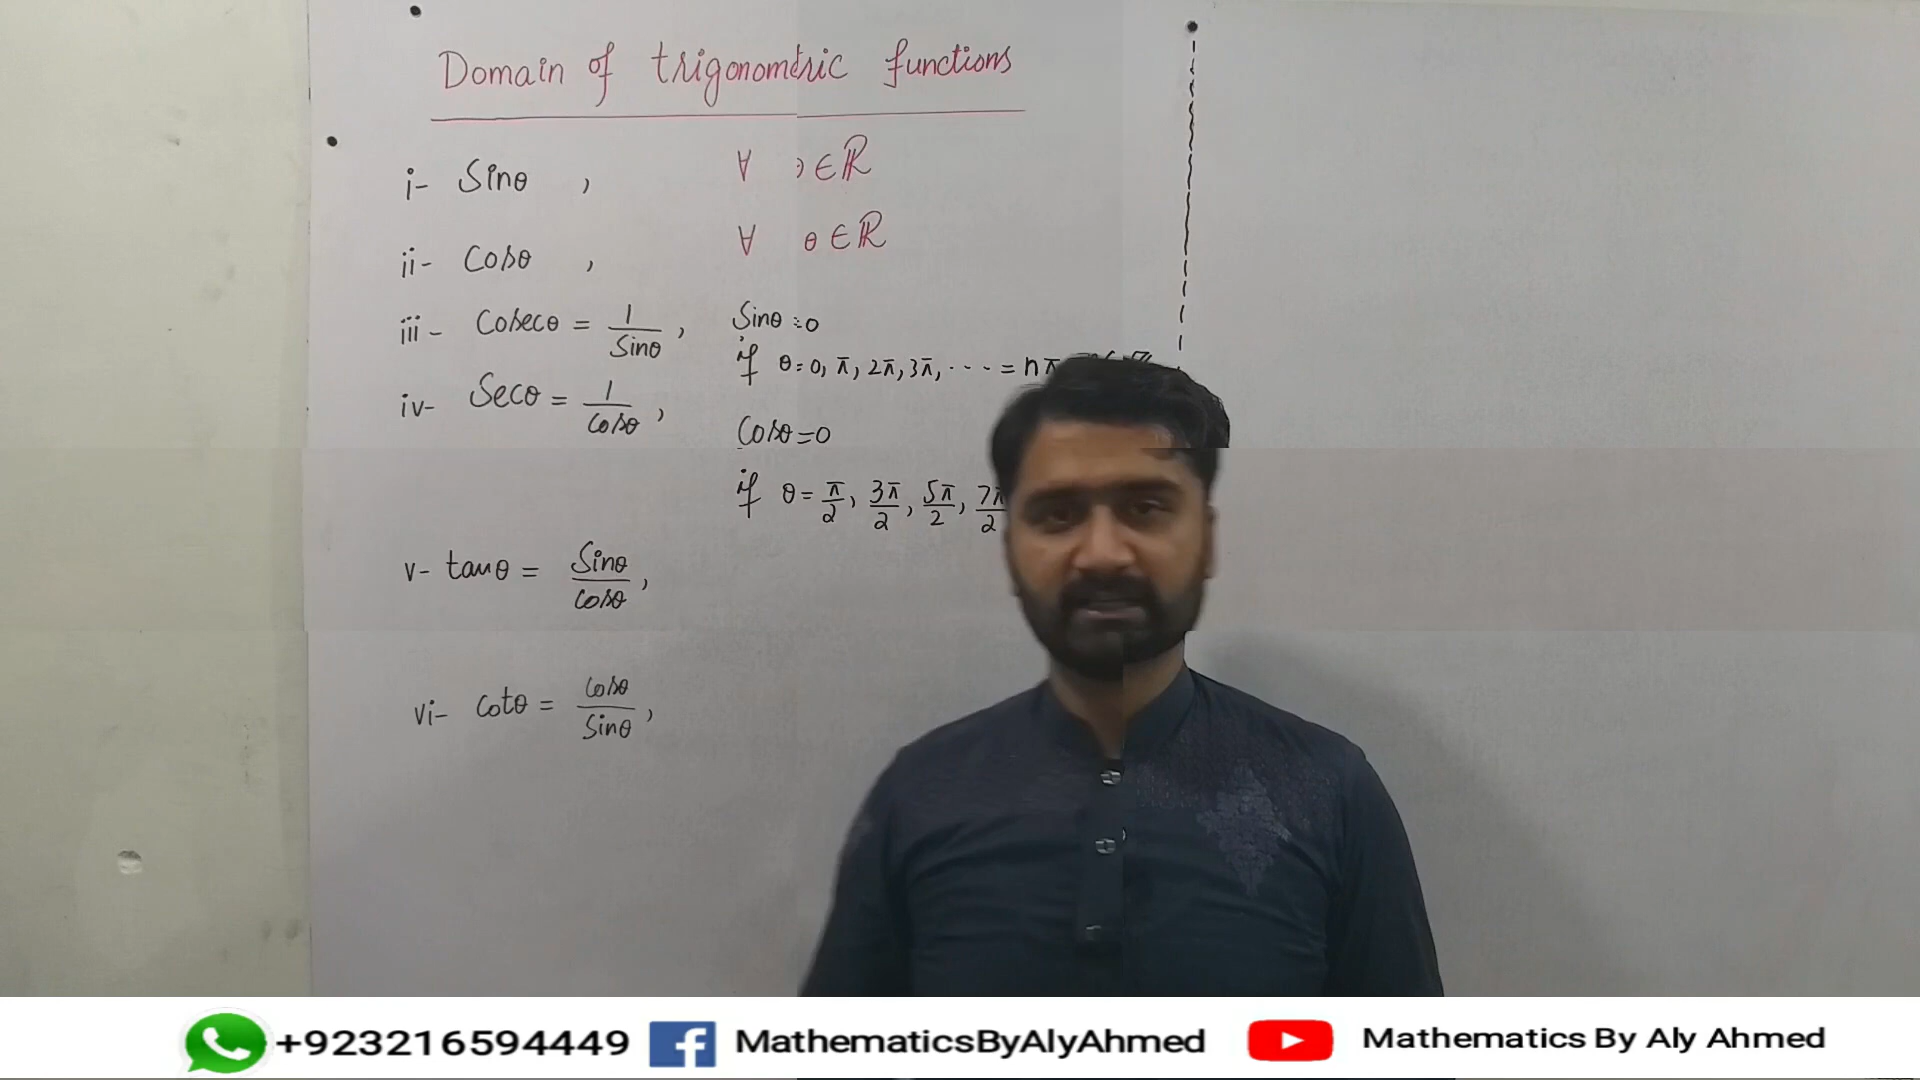 Domain of trigonometric functions
i- Sinθ , ∀ ∈ℝ
ii- Cosθ , ∀ θ∈ℝ
iii- Cosecθ = 1/Sinθ , Sinθ=0
if θ=0, π, 2π, 3π, ··· = nπ
iv- Secθ = 1/Cosθ , Cosθ=0
if θ= π/2, 3π/2, 5π/2, 7π/2
v- tanθ = Sinθ/Cosθ ,
vi- Cotθ = Cosθ/Sinθ ,
+923216594449 MathematicsByAlyAhmed Mathematics By Aly Ahmed